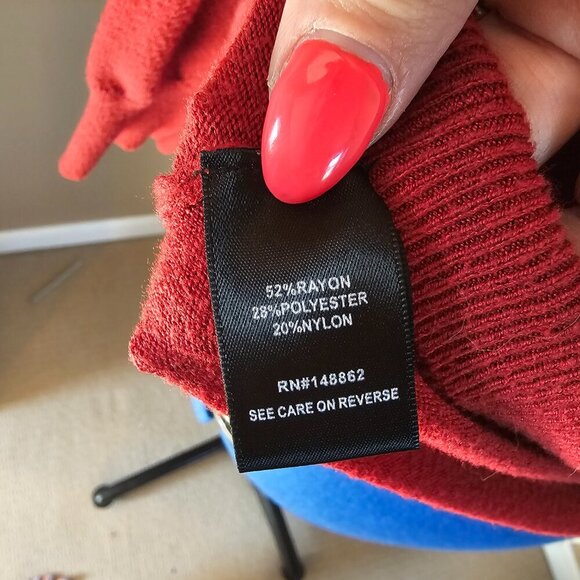 52%RAYON
28%POLYESTER
20%NYLON
RN#148862
SEE CARE ON REVERSE